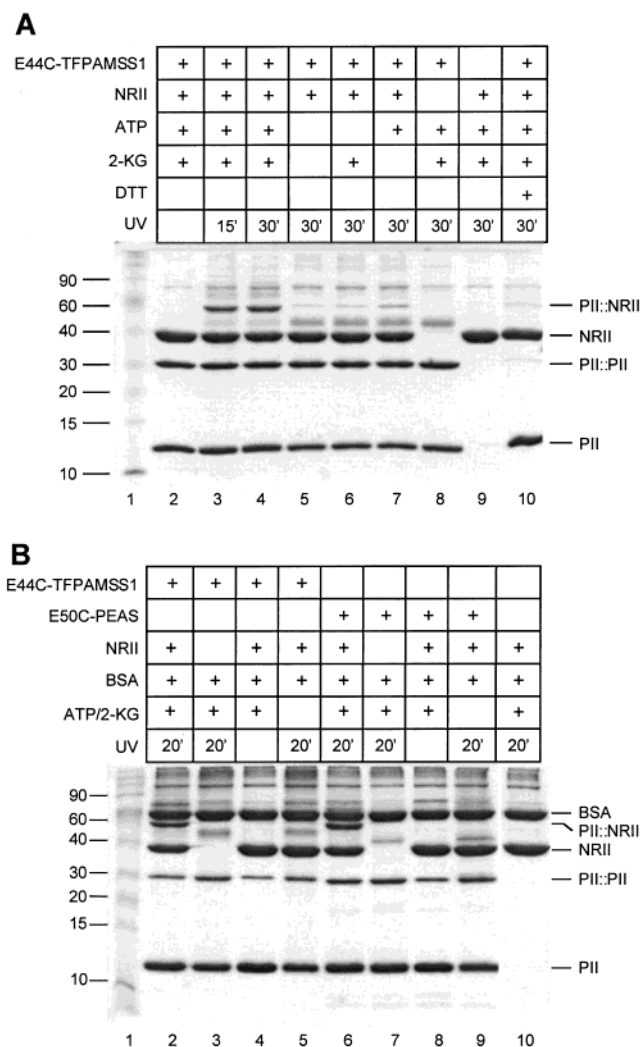 A
E44C-TFPAMSS1 + + + + + + + +
NRII + + + + + + + +
ATP + + + + + + +
2-KG + + + + + + +
DTT +
UV 15' 30' 30' 30' 30' 30' 30' 30'
90
60 PII::NRII
40 NRII
30 PII::PII
20
15
PII
10
1 2 3 4 5 6 7 8 9 10
B
E44C-TFPAMSS1 + + + +
E50C-PEAS + + + +
NRII + + + + + + +
BSA + + + + + + + + +
ATP/2-KG + + + + + + +
UV 20' 20' 20' 20' 20' 20' 20'
90
BSA
60 PII::NRII
40 NRII
30 PII::PII
20
15
PII
10
1 2 3 4 5 6 7 8 9 10